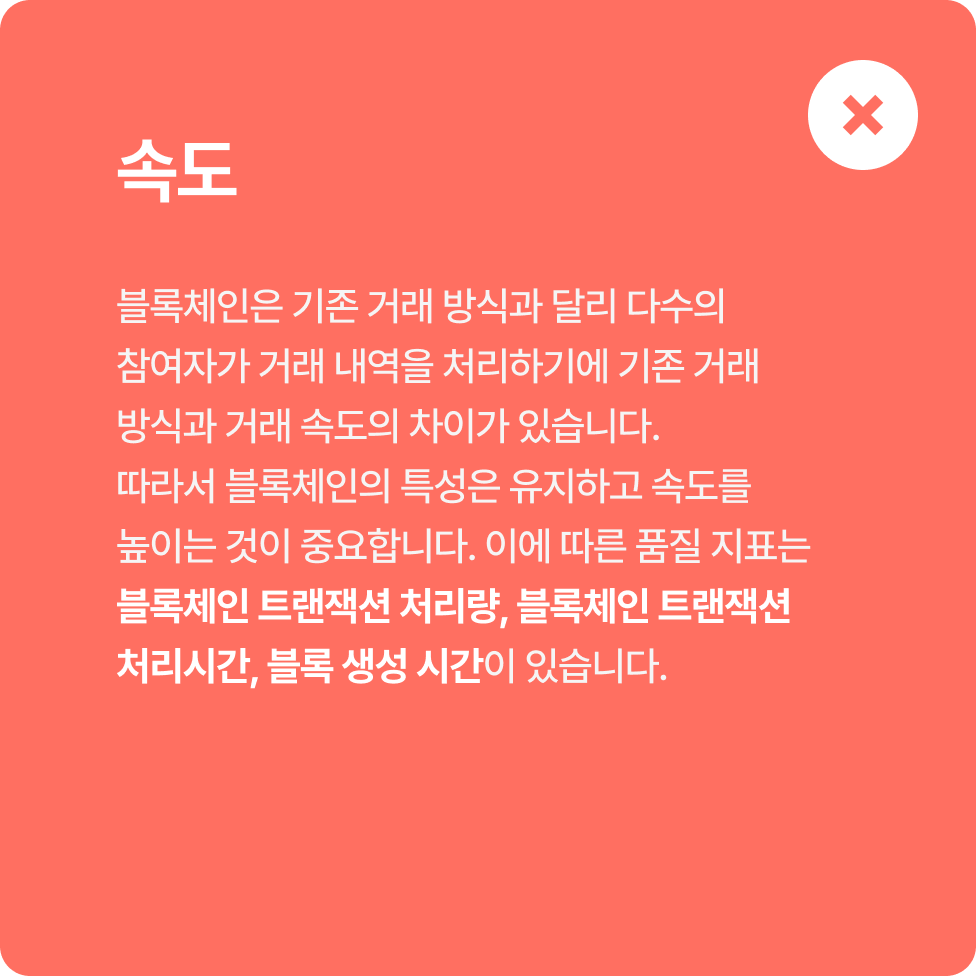 속도
블록체인은 기존 거래 방식과 달리 다수의
참여자가 거래 내역을 처리하기에 기존 거래
방식과 거래 속도의 차이가 있습니다.
따라서 블록체인의 특성은 유지하고 속도를
높이는 것이 중요합니다. 이에 따른 품질 지표는
블록체인 트랜잭션 처리량, 블록체인 트랜잭션
처리시간, 블록 생성 시간이 있습니다.